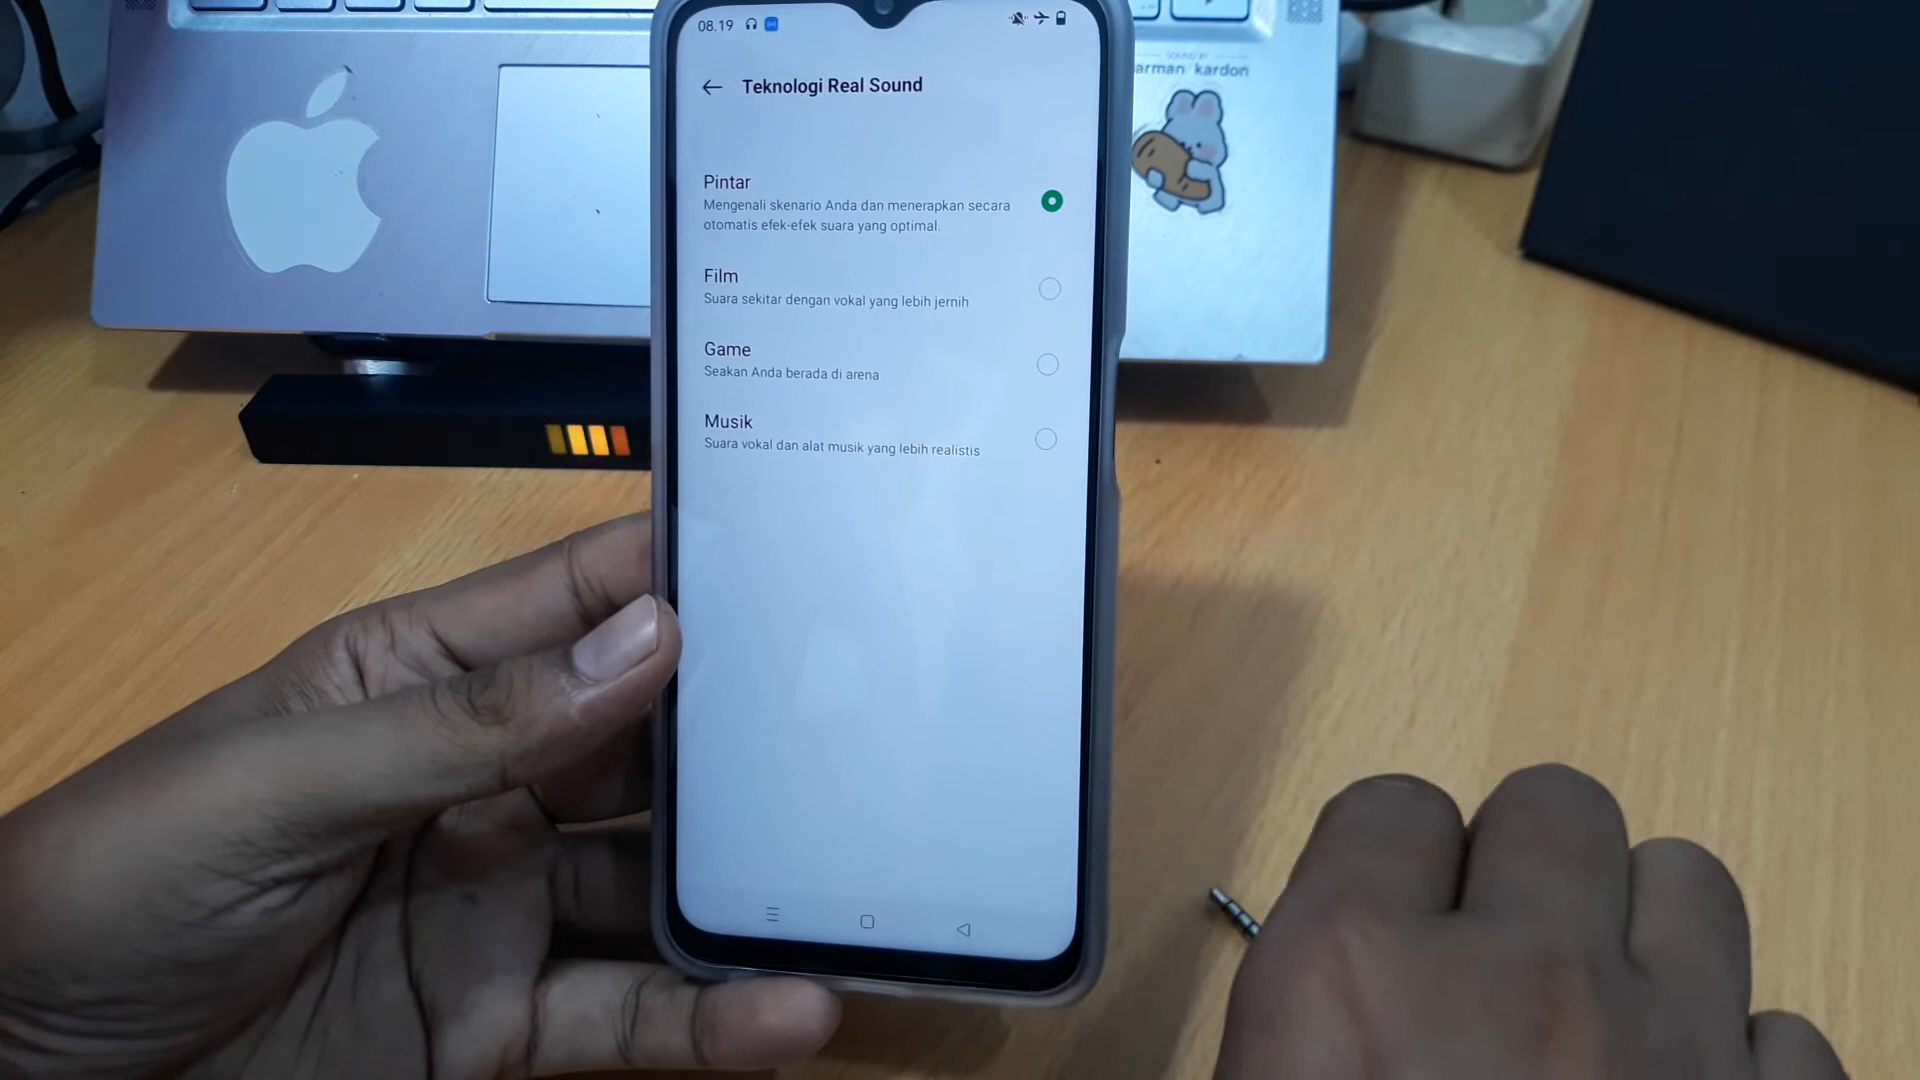 08.19
Teknologi Real Sound
Pintar
Mengenali skenario Anda dan menerapkan secara
otomatis efek-efek suara yang optimal.
Film
Suara sekitar dengan vokal yang lebih jernih
Game
Seakan Anda berada di arena
Musik
Suara vokal dan alat musik yang lebih realistis
SOUND BY
arman / kardon